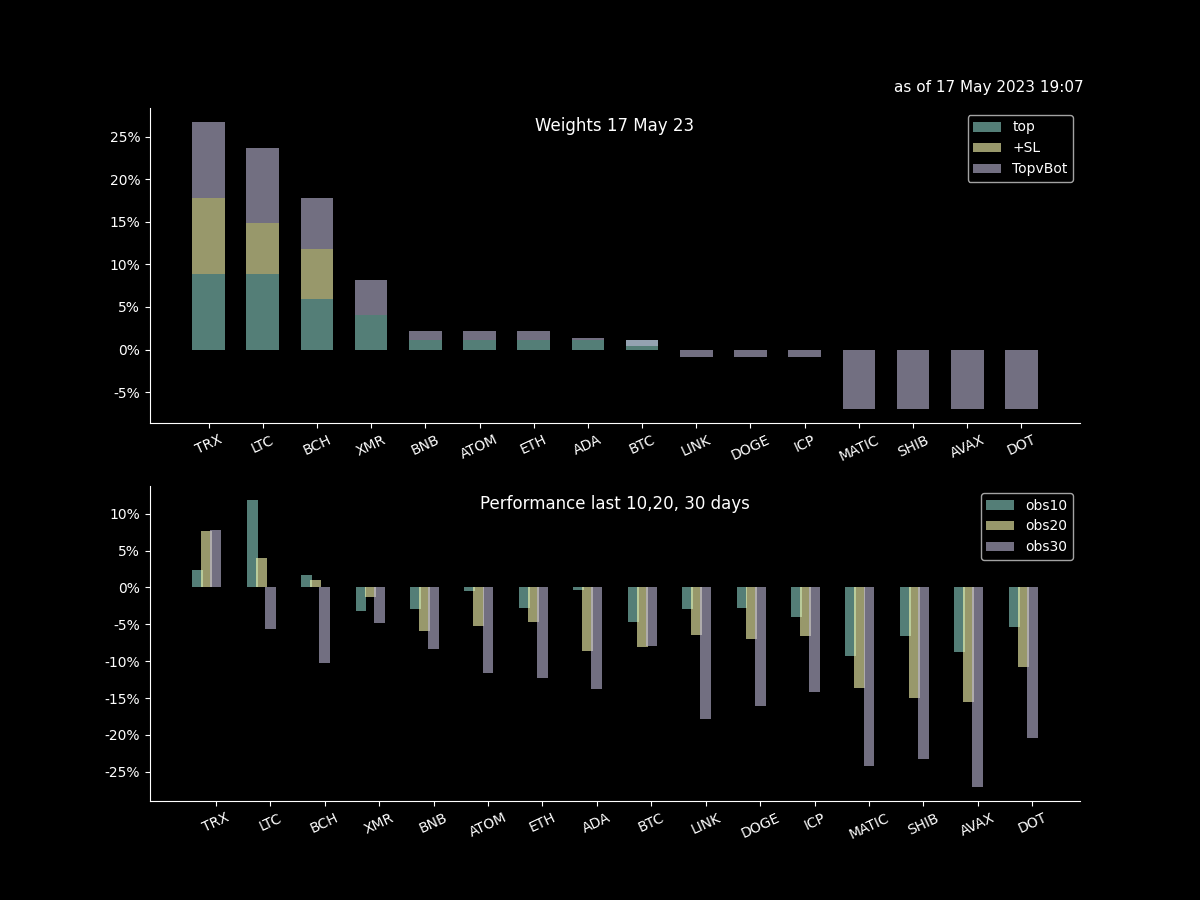 as of 17 May 2023 19:07
Weights 17 May 23
top
+SL
TopvBot
25%
20%
15%
10%
5%
0%
-5%
TRX LTC BCH XMR BNB ATOM ETH ADA BTC LINK DOGE ICP MATIC SHIB AVAX DOT
Performance last 10,20, 30 days
obs10
obs20
obs30
10%
5%
0%
-5%
-10%
-15%
-20%
-25%
TRX LTC BCH XMR BNB ATOM ETH ADA BTC LINK DOGE ICP MATIC SHIB AVAX DOT